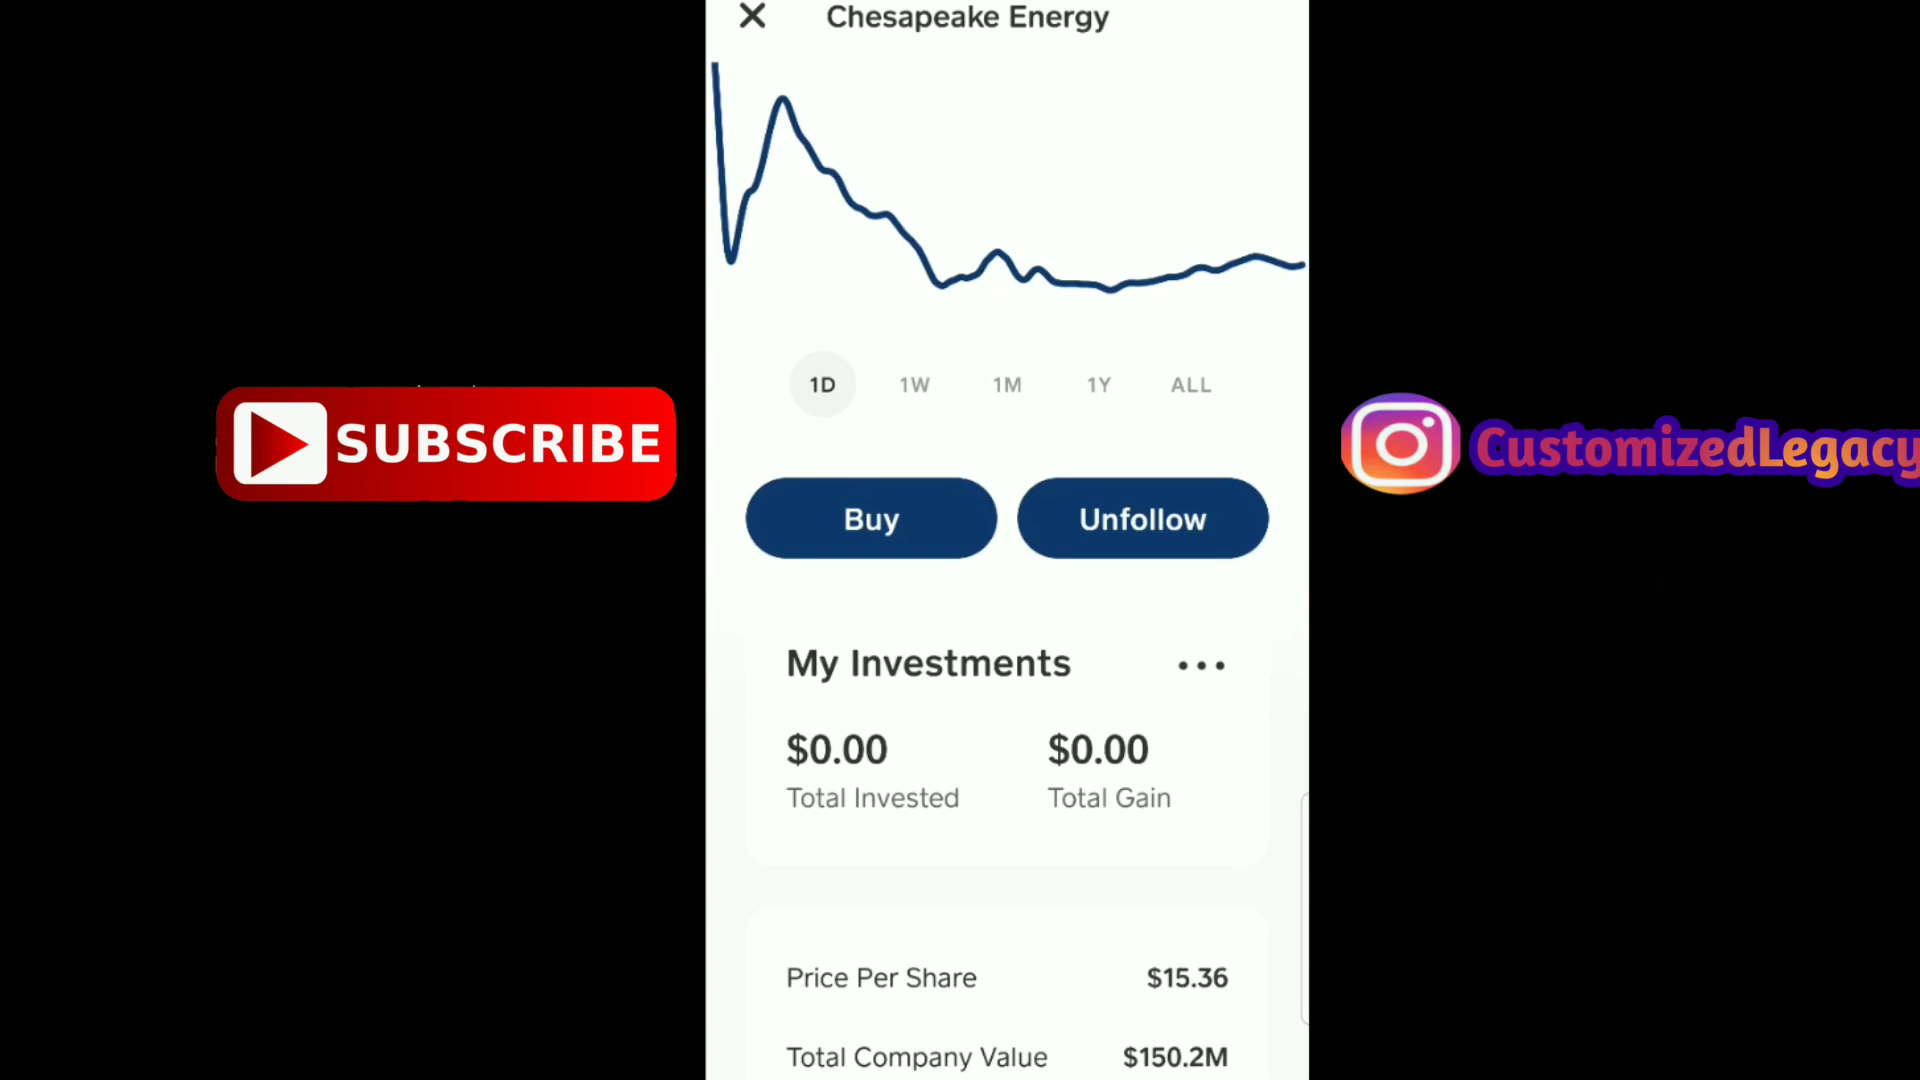 Chesapeake Energy
1D 1W 1M 1Y ALL
SUBSCRIBE
CustomizedLegacy
Buy Unfollow
My Investments
$0.00 $0.00
Total Invested Total Gain
Price Per Share $15.36
Total Company Value $150.2M